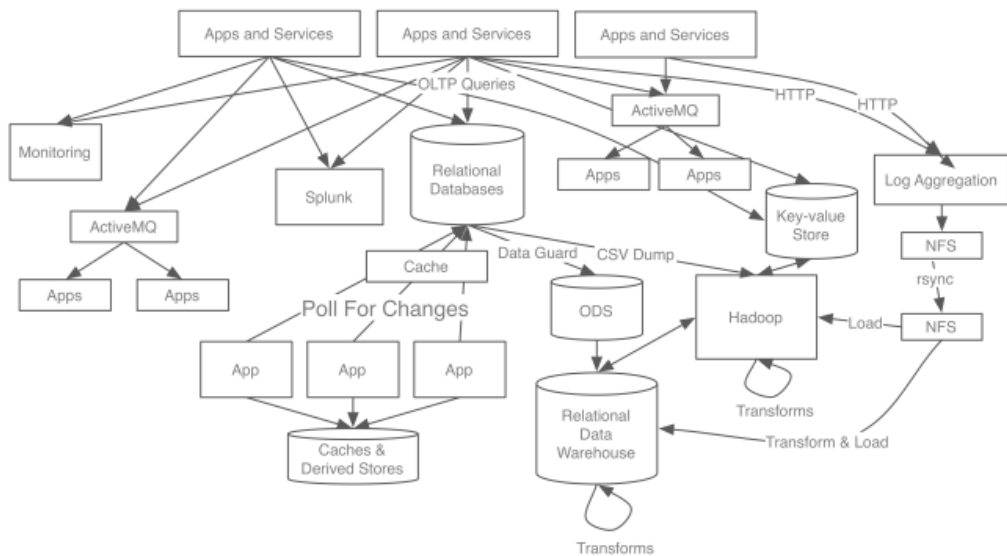 Apps and Services
Apps and Services
Apps and Services
OLTP Queries
HTTP
HTTP
ActiveMQ
Monitoring
Splunk
Relational
Databases
Apps
Apps
Log Aggregation
ActiveMQ
Key-value
Store
Apps
Apps
Cache
Data Guard
CSV Dump
NFS
rsync
Poll For Changes
ODS
Hadoop
Load
NFS
App
App
App
Transforms
Relational
Data
Warehouse
Transform & Load
Caches &
Derived Stores
Transforms